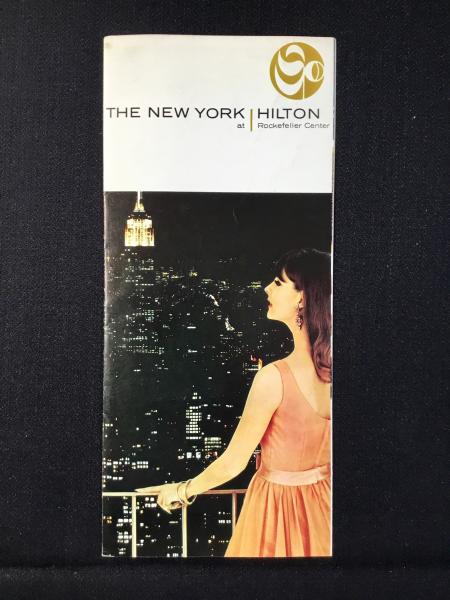 THE NEW YORK HILTON
at Rockefeller Center